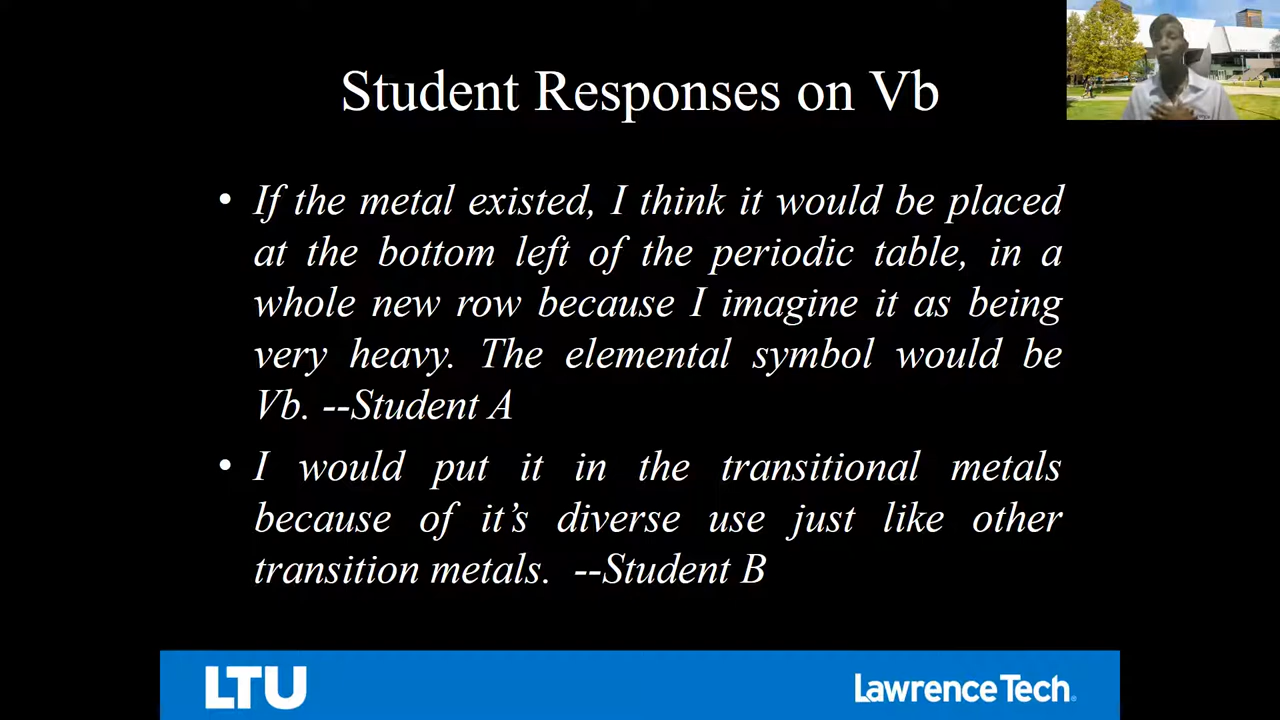 Student Responses on Vb
• If the metal existed, I think it would be placed
at the bottom left of the periodic table, in a
whole new row because I imagine it as being
very heavy. The elemental symbol would be
Vb. --Student A
• I would put it in the transitional metals
because of it’s diverse use just like other
transition metals. --Student B
LTU
Lawrence Tech